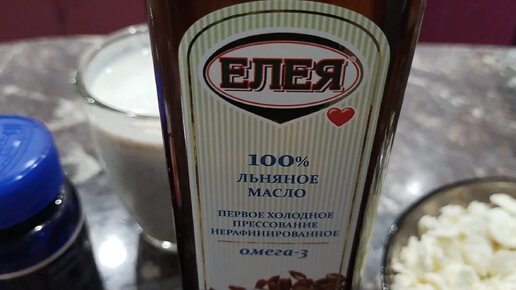 ЕЛЕЯ
100%
ЛЬНЯНОЕ
МАСЛО
ПЕРВОЕ ХОЛОДНОЕ
ПРЕССОВАНИЕ
НЕРАФИНИРОВАННОЕ
омега-3